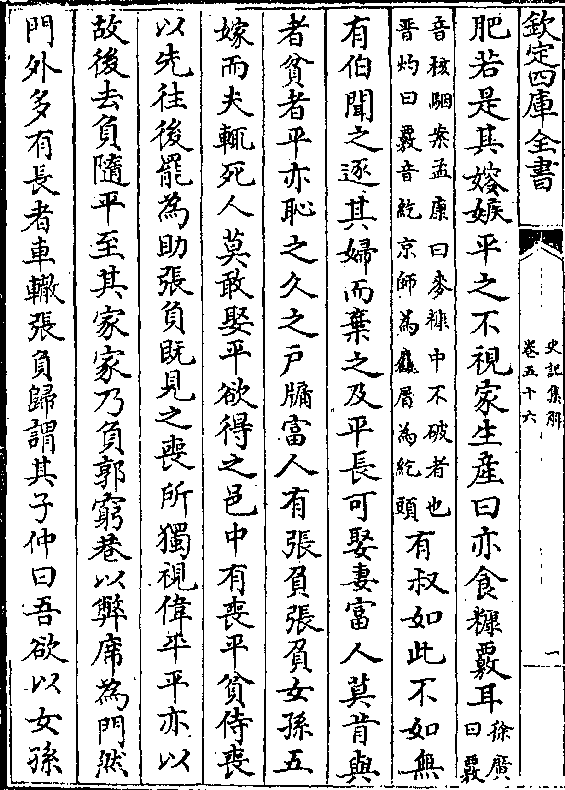 欽定四庫全書
史記集解
卷五十六
一
肥若是其嫂嫉平之不視家生產曰亦食糠覈耳徐廣曰覈
音核駰案孟康曰麥糠中不破者也晉灼曰覈音紇京師為麤屑為紇頭有叔如此不如無
有伯聞之逐其婦而棄之及平長可娶妻富人莫肯與
者貧者平亦恥之久之戶牖富人有張負張負女孫五
嫁而夫輒死人莫敢娶平欲得之邑中有喪平貧侍喪
以先往後罷為助張負既見之喪所獨視偉平平亦以
故後去負隨平至其家家乃負郭窮巷以弊席為門然
門外多有長者車轍張負歸謂其子仲曰吾欲以女孫